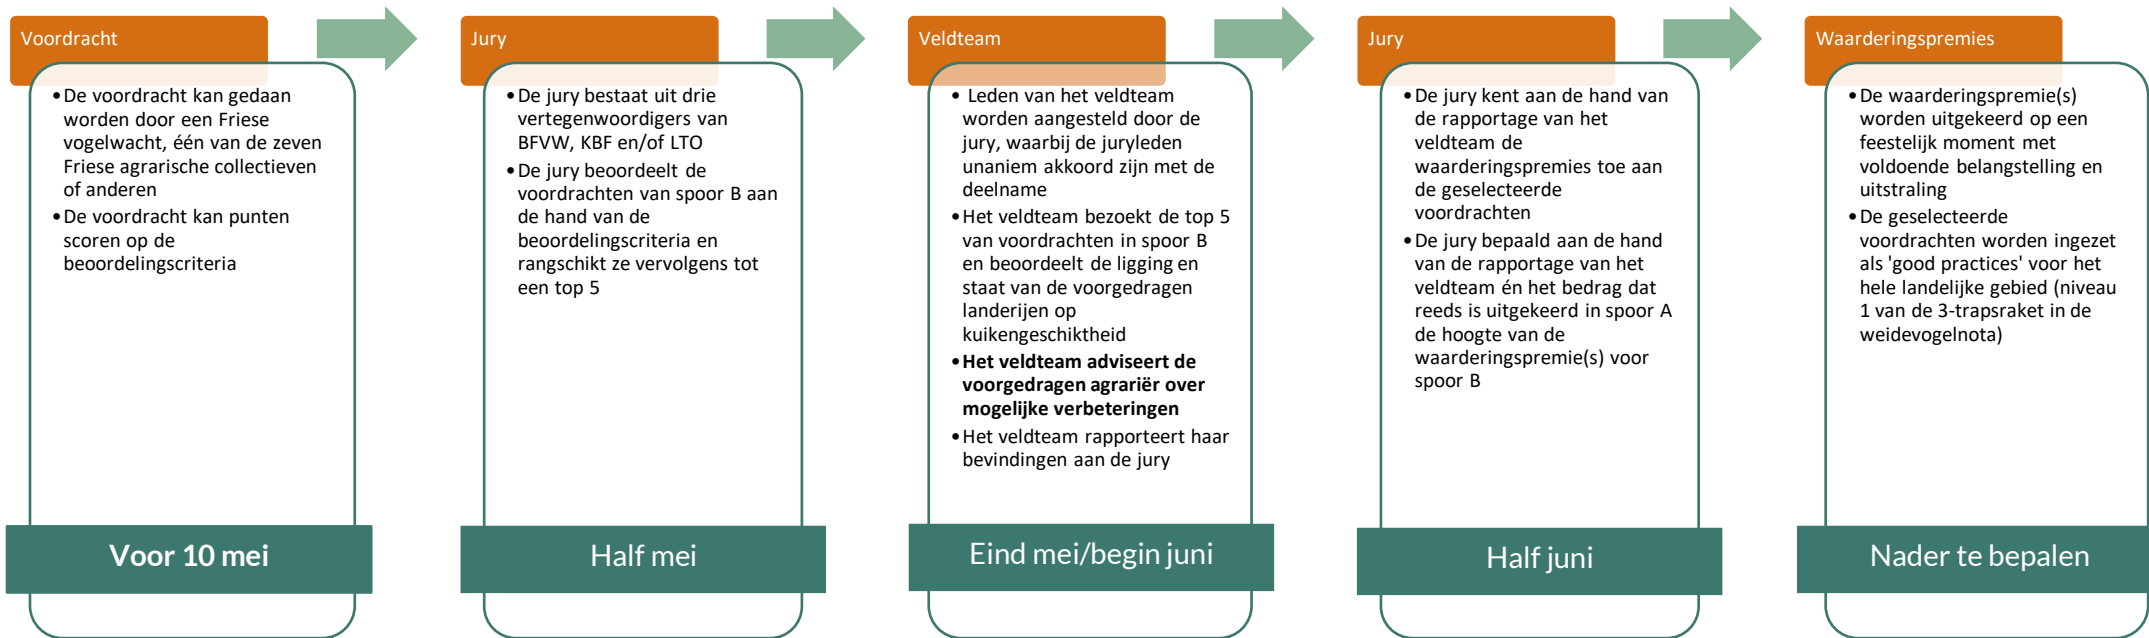 Voordracht
•De voordracht kan gedaan
worden door een Friese
vogelwacht, één van de zeven
Friese agrarische collectieven
of anderen
•De voordracht kan punten
scoren op de
beoordelingscriteria
Voor 10 mei
Jury
•De jury bestaat uit drie
vertegenwoordigers van
BFVW, KBF en/of LTO
•De jury beoordeelt de
voordrachten van spoor B aan
de hand van de
beoordelingscriteria en
rangschikt ze vervolgens tot
een top 5
Half mei
Veldteam
• Leden van het veldteam
worden aangesteld door de
jury, waarbij de juryleden
unaniem akkoord zijn met de
deelname
•Het veldteam bezoekt de top 5
van voordrachten in spoor B
en beoordeelt de ligging en
staat van de voorgedragen
landerijen op
kuikengeschiktheid
•Het veldteam adviseert de
voorgedragen agrariër over
mogelijke verbeteringen
•Het veldteam rapporteert haar
bevindingen aan de jury
Eind mei/begin juni
Jury
•De jury kent aan de hand van
de rapportage van het
veldteam de
waarderingspremies toe aan
de geselecteerde
voordrachten
•De jury bepaald aan de hand
van de rapportage van het
veldteam én het bedrag dat
reeds is uitgekeerd in spoor A
de hoogte van de
waarderingspremie(s) voor
spoor B
Half juni
Waarderingspremies
•De waarderingspremie(s)
worden uitgekeerd op een
feestelijk moment met
voldoende belangstelling en
uitstraling
•De geselecteerde
voordrachten worden ingezet
als 'good practices' voor het
hele landelijke gebied (niveau
1 van de 3-trapsraket in de
weidevogelnota)
Nader te bepalen